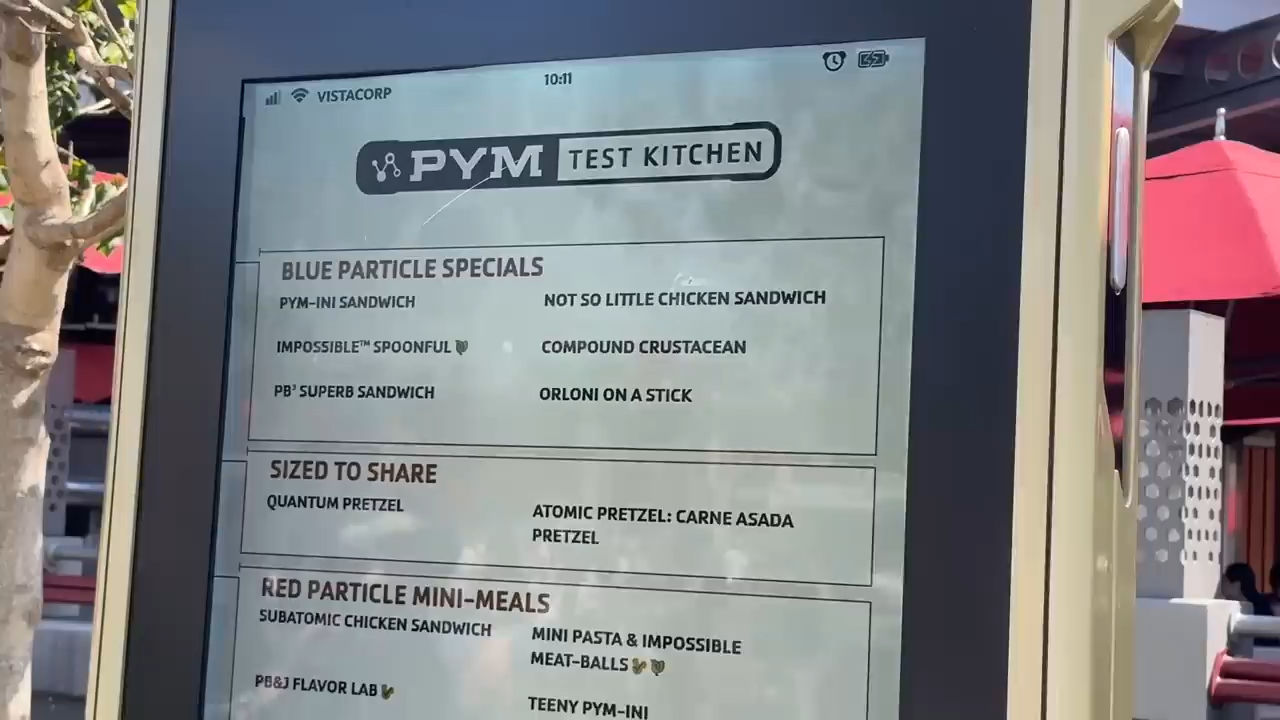 VISTACORP
10:11
PYM TEST KITCHEN
BLUE PARTICLE SPECIALS
PYM-INI SANDWICH
NOT SO LITTLE CHICKEN SANDWICH
IMPOSSIBLE™ SPOONFUL
COMPOUND CRUSTACEAN
PB³ SUPERB SANDWICH
ORLONI ON A STICK
SIZED TO SHARE
QUANTUM PRETZEL
ATOMIC PRETZEL: CARNE ASADA
PRETZEL
RED PARTICLE MINI-MEALS
SUBATOMIC CHICKEN SANDWICH
MINI PASTA & IMPOSSIBLE
MEAT-BALLS
PB&J FLAVOR LAB
TEENY PYM-INI